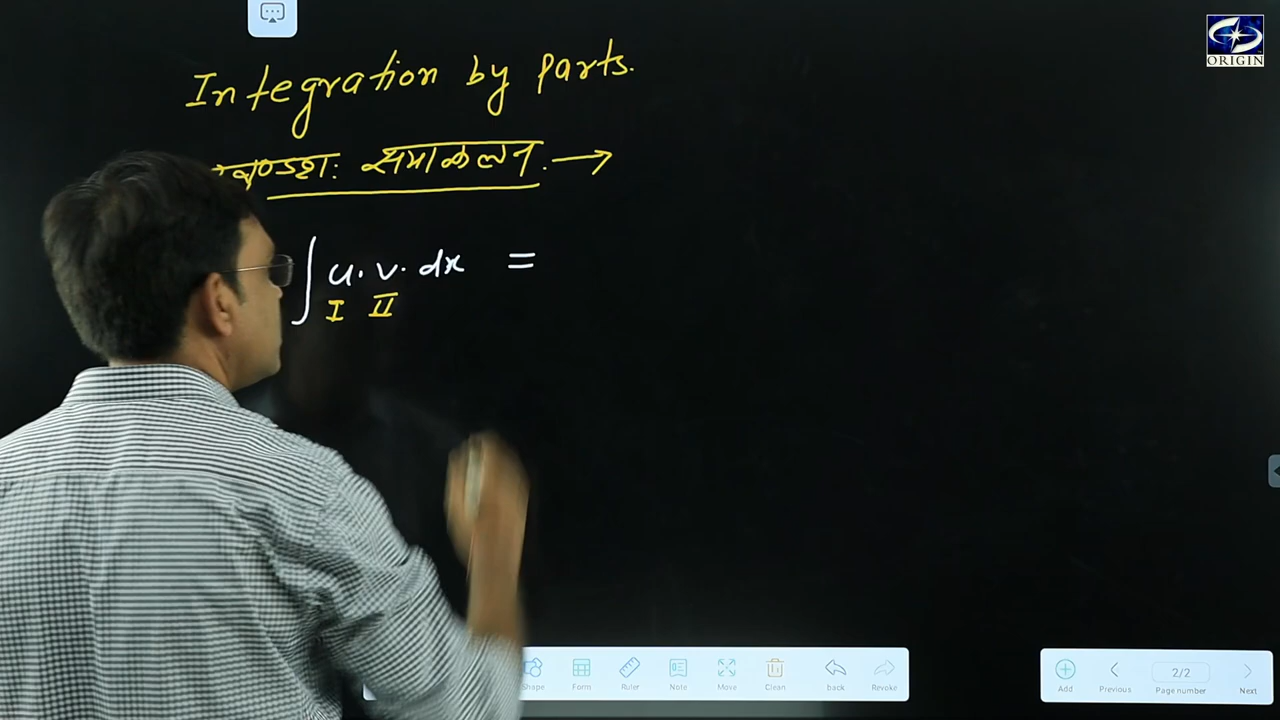 ORIGIN
Integration by Parts.
खण्डशः समाकलन. →
∫ u. v. dx =
I II
Shape Form Ruler Note Move Clean back Revoke
Add Previous 2/2 Page number Next